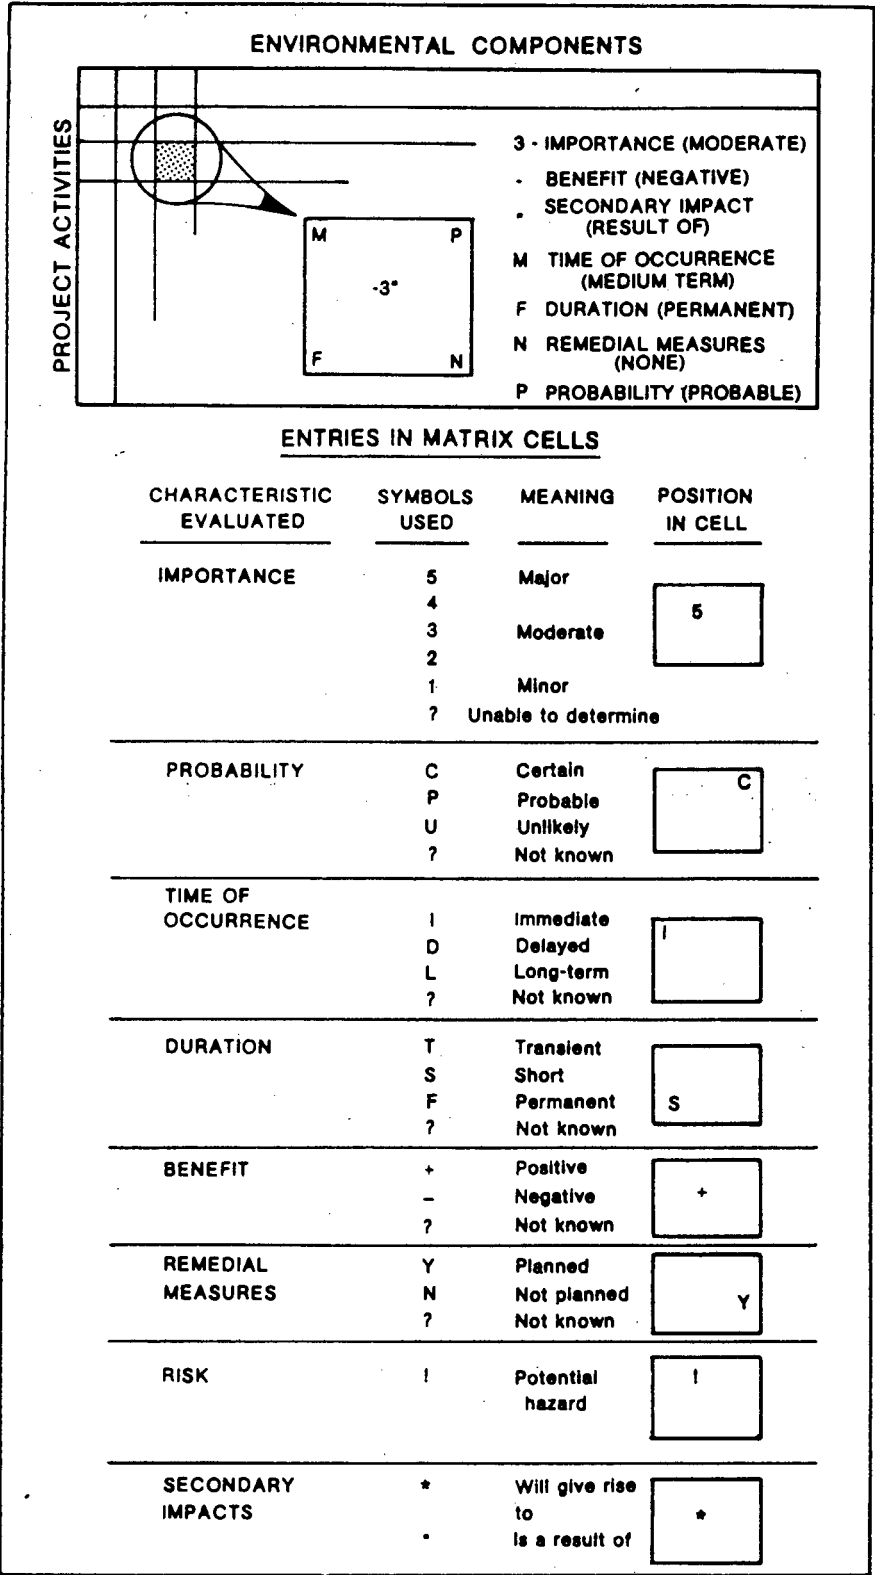 ENVIRONMENTAL COMPONENTS
PROJECT ACTIVITIES
3 - IMPORTANCE (MODERATE)
- BENEFIT (NEGATIVE)
" SECONDARY IMPACT
(RESULT OF)
M TIME OF OCCURRENCE
(MEDIUM TERM)
F DURATION (PERMANENT)
N REMEDIAL MEASURES
(NONE)
P PROBABILITY (PROBABLE)
M P
-3"
F N
ENTRIES IN MATRIX CELLS
CHARACTERISTIC SYMBOLS MEANING POSITION
EVALUATED USED IN CELL
IMPORTANCE 5 Major
4 5
3 Moderate
2
1 Minor
? Unable to determine
PROBABILITY C Certain C
P Probable
U Unlikely
? Not known
TIME OF
OCCURRENCE I Immediate I
D Delayed
L Long-term
? Not known
DURATION T Transient
S Short
F Permanent S
? Not known
BENEFIT + Positive
– Negative +
? Not known
REMEDIAL Y Planned
MEASURES N Not planned Y
? Not known
RISK ! Potential !
hazard
SECONDARY * Will give rise
IMPACTS to *
" Is a result of